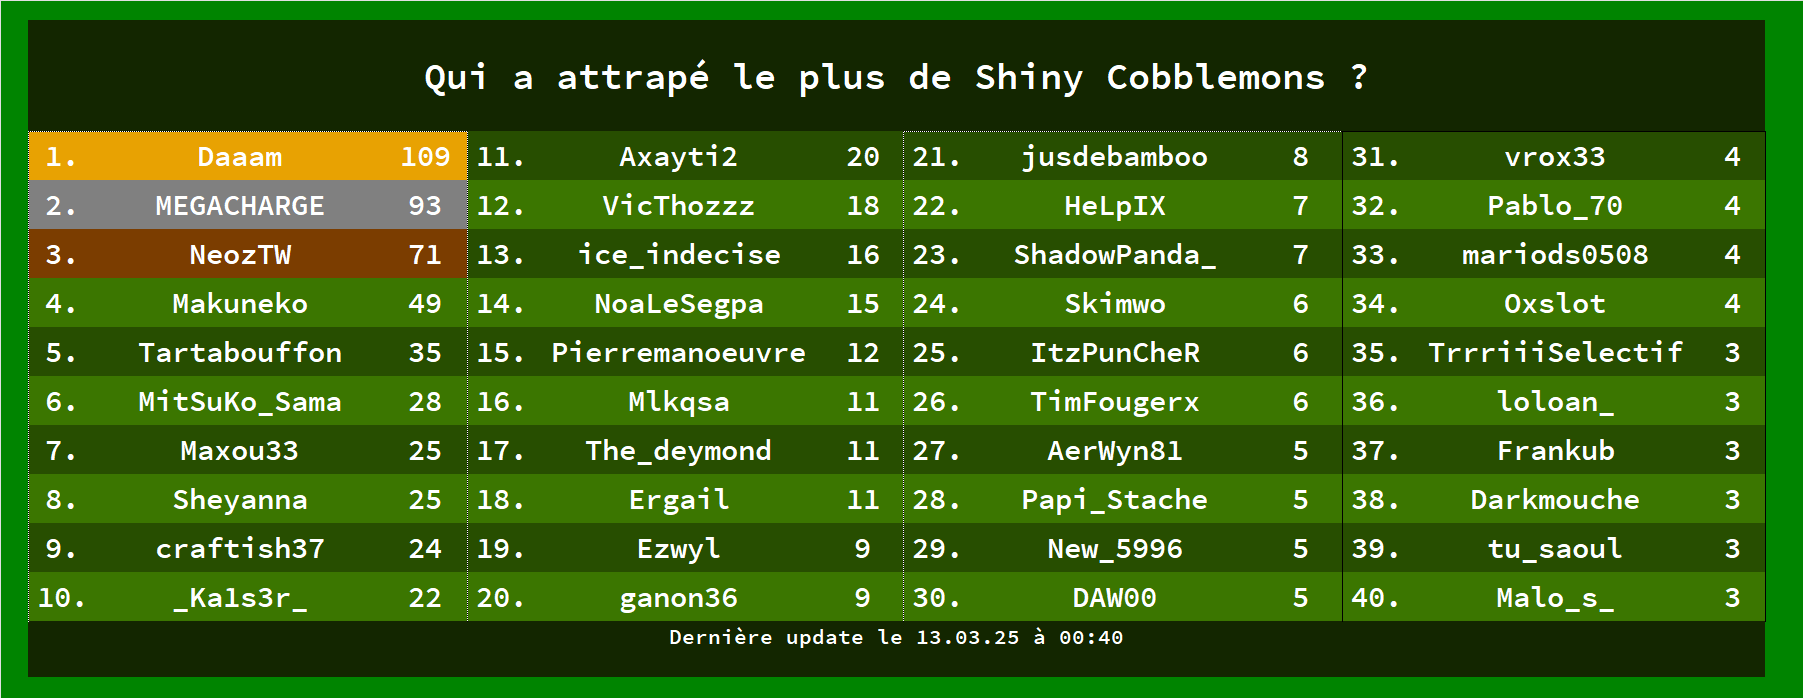 Qui a attrapé le plus de Shiny Cobblemons ?
1. Daaam 109
2. MEGACHARGE 93
3. NeozTW 71
4. Makuneko 49
5. Tartabouffon 35
6. MitSuKo_Sama 28
7. Maxou33 25
8. Sheyanna 25
9. craftish37 24
10. _Ka1s3r_ 22
11. Axayti2 20
12. VicThozzz 18
13. ice_indecise 16
14. NoaLeSegpa 15
15. Pierremanoeuvre 12
16. Mlkqsa 11
17. The_deymond 11
18. Ergail 11
19. Ezwyl 9
20. ganon36 9
21. jusdebamboo 8
22. HeLpIX 7
23. ShadowPanda_ 7
24. Skimwo 6
25. ItzPunCheR 6
26. TimFougerx 6
27. AerWyn81 5
28. Papi_Stache 5
29. New_5996 5
30. DAW00 5
31. vrox33 4
32. Pablo_70 4
33. mariods0508 4
34. Oxslot 4
35. TrrriiiSelectif 3
36. loloan_ 3
37. Frankub 3
38. Darkmouche 3
39. tu_saoul 3
40. Malo_s_ 3
Dernière update le 13.03.25 à 00:40